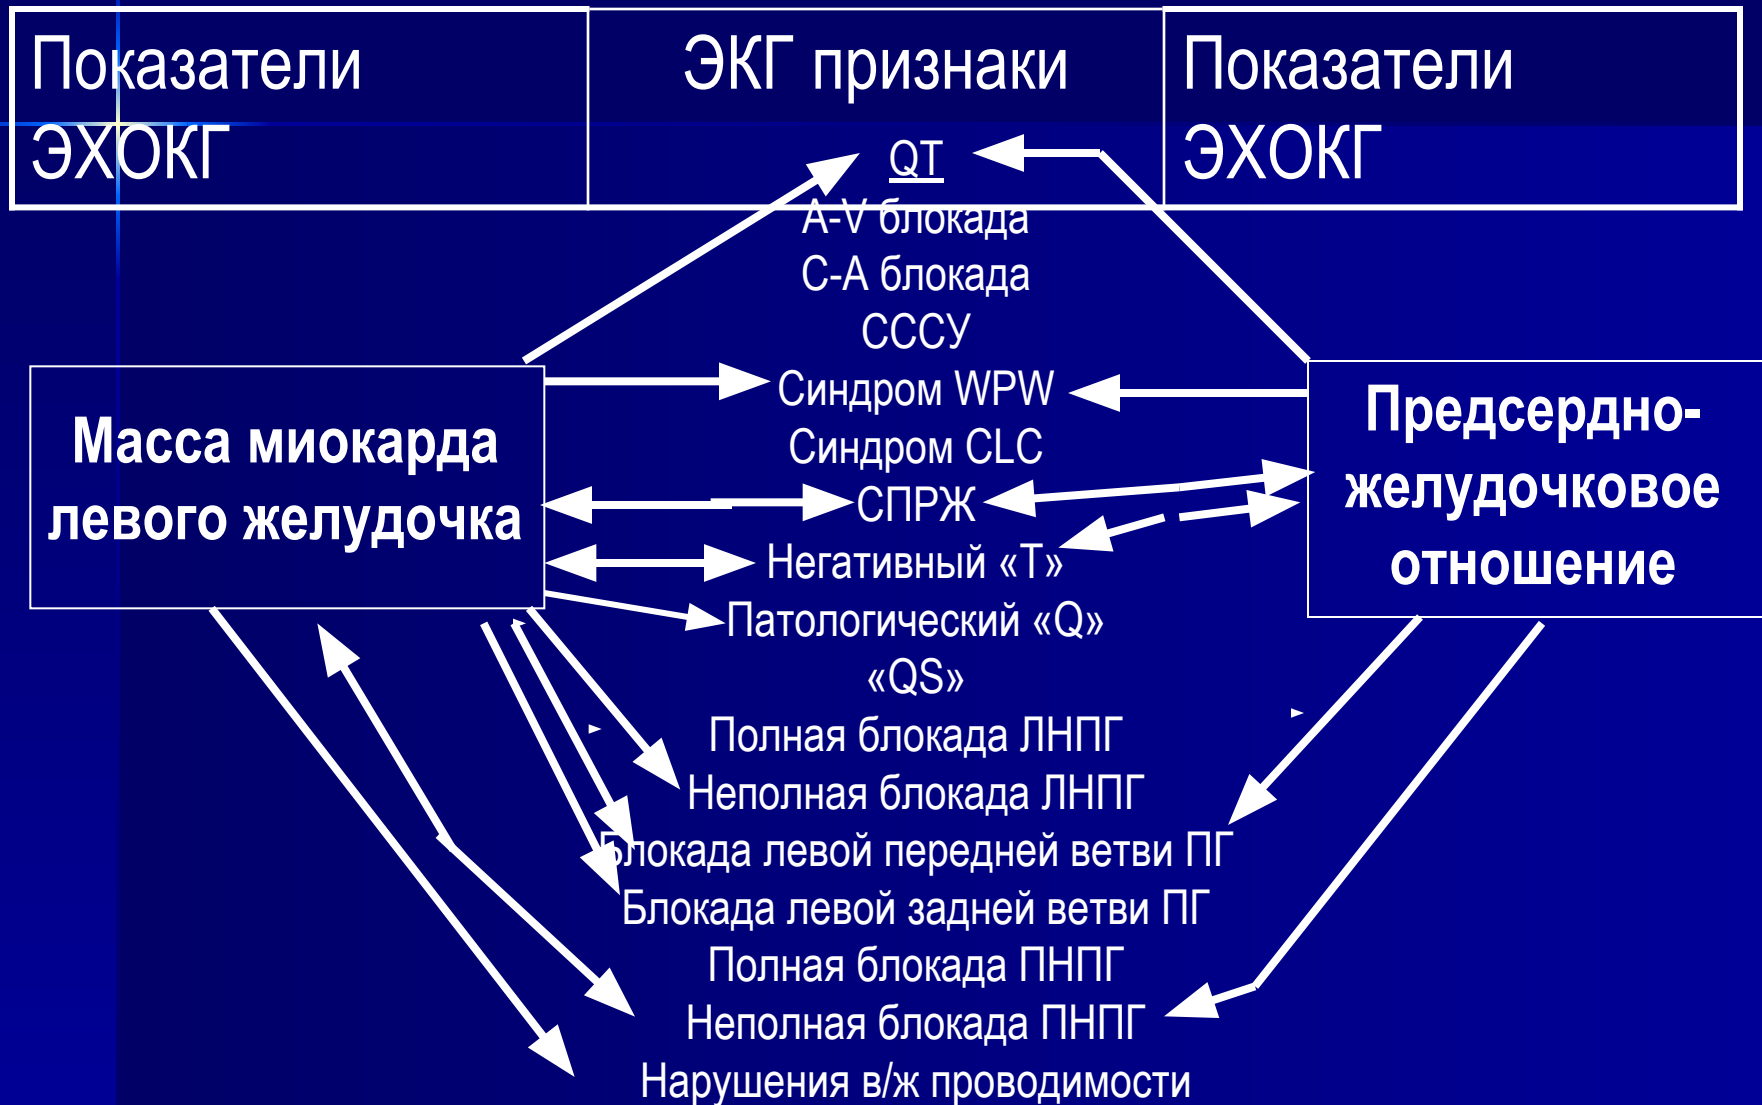 Показатели
ЭХОКГ
ЭКГ признаки
Показатели
ЭХОКГ
QT
А-V блокада
С-А блокада
СССУ
Синдром WPW
Синдром CLC
СПРЖ
Негативный «Т»
Патологический «Q»
«QS»
Полная блокада ЛНПГ
Неполная блокада ЛНПГ
Блокада левой передней ветви ПГ
Блокада левой задней ветви ПГ
Полная блокада ПНПГ
Неполная блокада ПНПГ
Нарушения в/ж проводимости
Масса миокарда
левого желудочка
Предсердно-
желудочковое
отношение